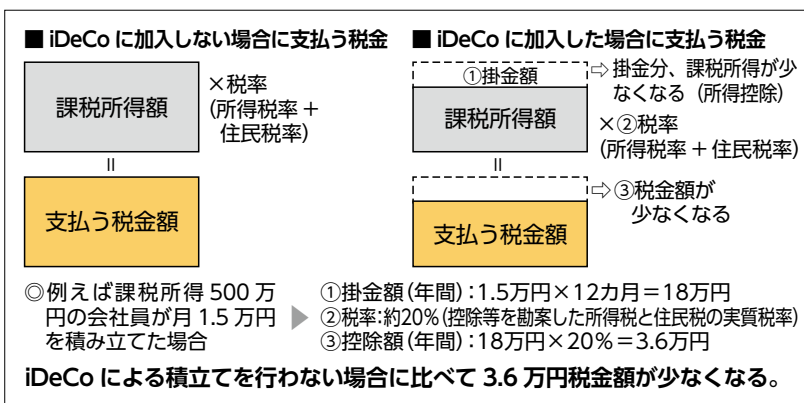 ■ iDeCo に加入しない場合に支払う税金
課税所得額
×税率
(所得税率+
住民税率)
=
支払う税金額
■ iDeCo に加入した場合に支払う税金
①掛金額
⇨掛金分、課税所得が少
なくなる(所得控除)
課税所得額
×②税率
(所得税率+住民税率)
=
⇨③税金額が
少なくなる
支払う税金額
◎例えば課税所得 500 万
円の会社員が月 1.5 万円
を積み立てた場合
①掛金額(年間):1.5万円×12カ月=18万円
②税率:約20%(控除等を勘案した所得税と住民税の実質税率)
③控除額(年間):18万円×20%=3.6万円
iDeCo による積立てを行わない場合に比べて 3.6 万円税金額が少なくなる。